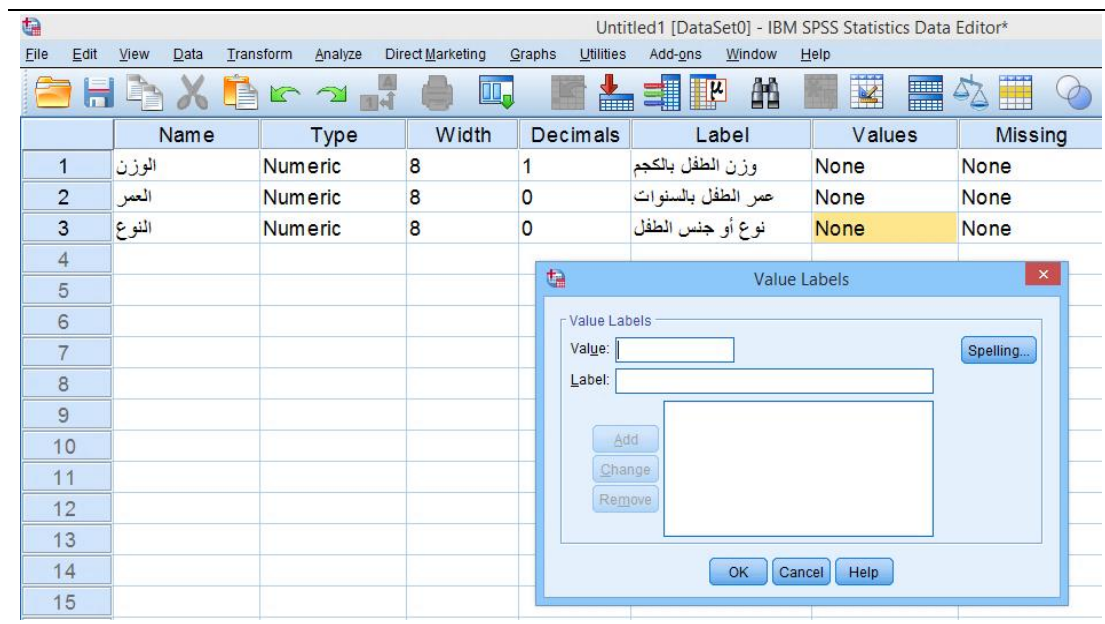 Untitled1 [DataSet0] - IBM SPSS Statistics Data Editor*
File Edit View Data Transform Analyze Direct Marketing Graphs Utilities Add-ons Window Help
Name Type Width Decimals Label Values Missing
1 الوزن Numeric 8 1 وزن الطفل بالكجم None None
2 العمر Numeric 8 0 عمر الطفل بالسنوات None None
3 النوع Numeric 8 0 نوع أو جنس الطفل None None
4
5
6
7
8
9
10
11
12
13
14
15
Value Labels
Value Labels
Value:
Spelling...
Label:
Add
Change
Remove
OK Cancel Help